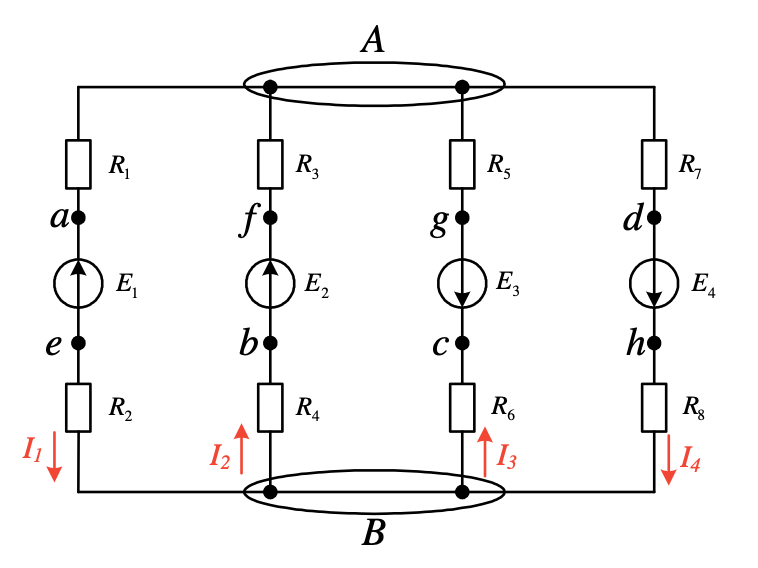 A
R₁ R₃ R₅ R₇
a f g d
E₁ E₂ E₃ E₄
e b c h
R₂ R₄ R₆ R₈
I₁ I₂ I₃ I₄
B